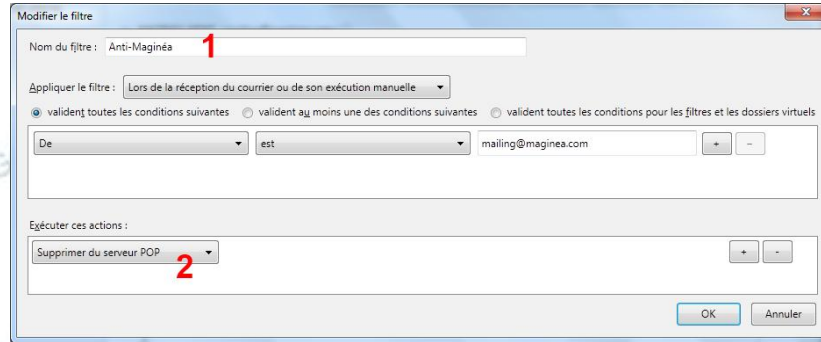 Modifier le filtre
Nom du filtre : Anti-Maginéa 1
Appliquer le filtre : Lors de la réception du courrier ou de son exécution manuelle
valident toutes les conditions suivantes valident au moins une des conditions suivantes valident toutes les conditions pour les filtres et les dossiers virtuels
De est mailing@maginea.com + -
Exécuter ces actions :
Supprimer du serveur POP 2 + -
OK Annuler